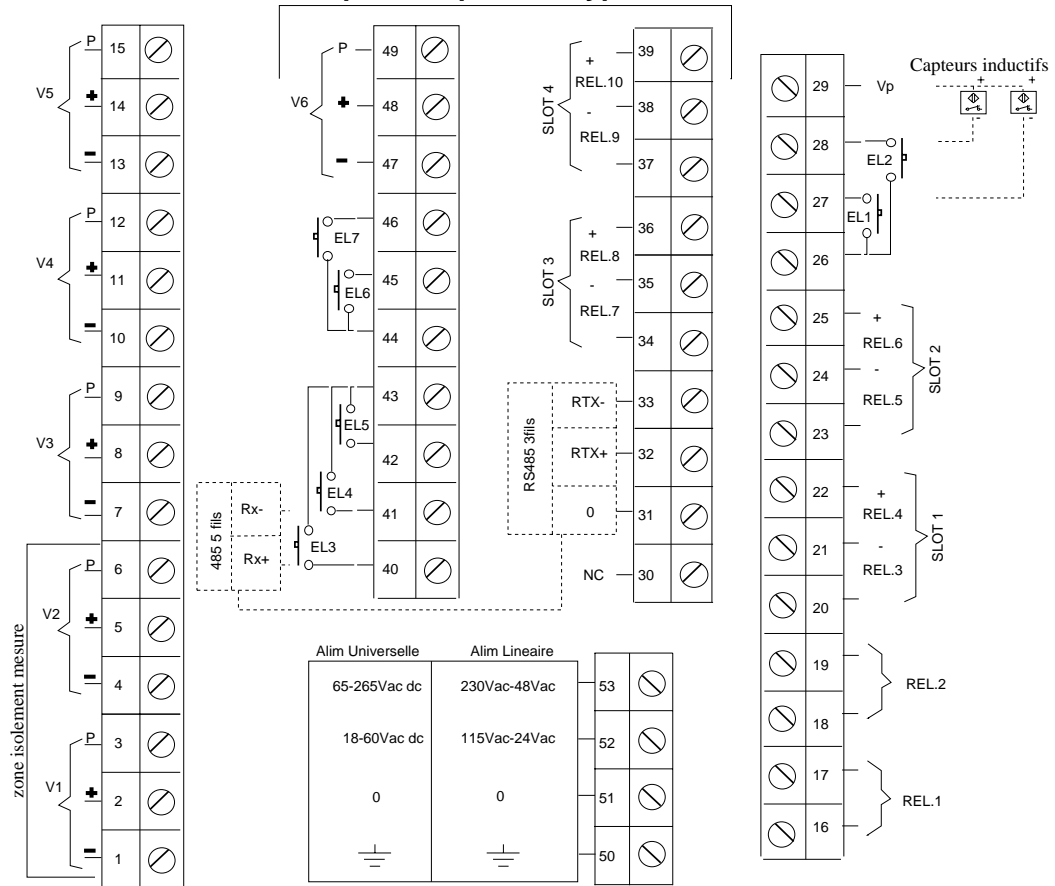 15
P
14
+
13
-
V5
12
P
11
+
10
-
V4
9
P
8
+
7
-
V3
6
P
5
+
4
-
V2
3
P
2
+
1
-
V1
zone isolement mesure
P
49
+
48
-
47
V6
46
EL7
45
EL6
44
43
EL5
42
EL4
41
EL3
40
485 5 fils
Rx-
Rx+
39
+
REL.10
38
-
REL.9
37
SLOT 4
36
+
REL.8
35
-
REL.7
34
SLOT 3
RS485 3fils
RTX-
33
RTX+
32
0
31
NC
30
29
Vp
Capteurs inductifs
+
+
-
-
28
EL2
27
EL1
26
25
+
REL.6
24
-
REL.5
23
SLOT 2
22
+
REL.4
21
-
REL.3
20
SLOT 1
19
REL.2
18
17
REL.1
16
Alim Universelle
Alim Lineaire
65-265Vac dc
230Vac-48Vac
53
18-60Vac dc
115Vac-24Vac
52
0
0
51
50